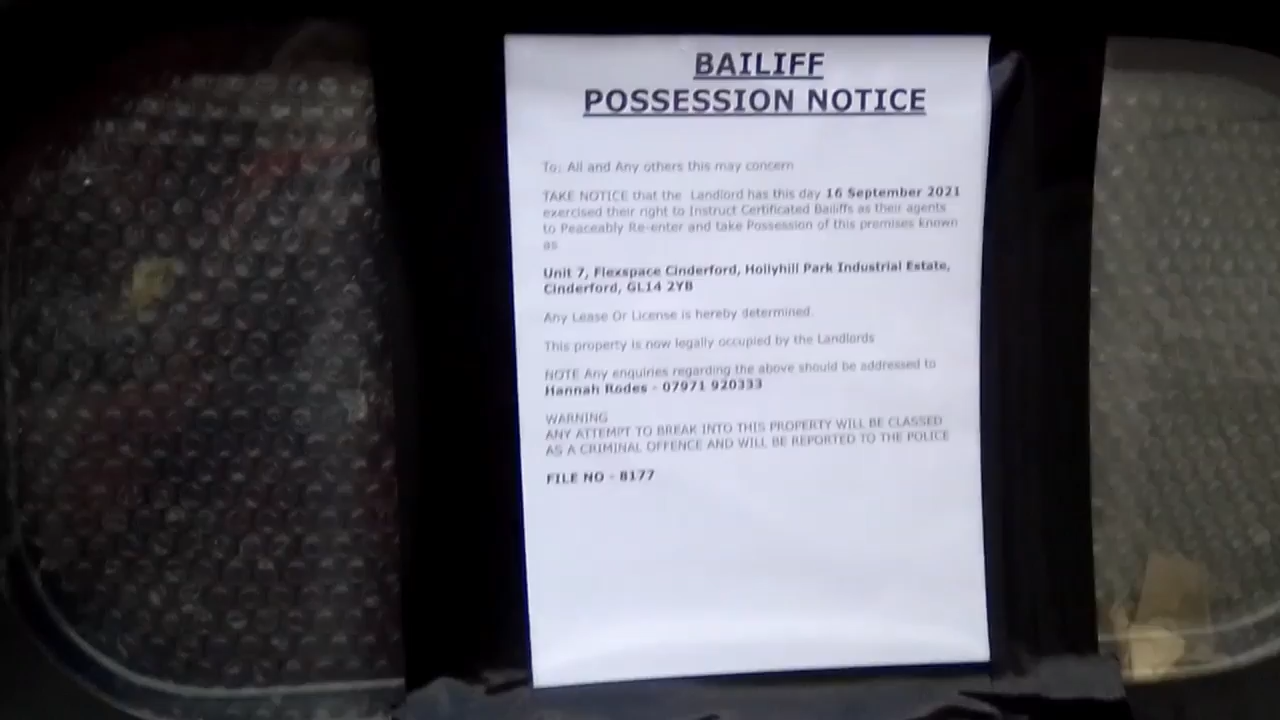 BAILIFF
POSSESSION NOTICE
To: All and Any others this may concern
TAKE NOTICE that the Landlord has this day 16 September 2021
exercised their right to Instruct Certificated Bailiffs as their agents
to Peaceably Re-enter and take Possession of this premises known
as
Unit 7, Flexspace Cinderford, Hollyhill Park Industrial Estate,
Cinderford, GL14 2YB
Any Lease Or License is hereby determined.
This property is now legally occupied by the Landlords
NOTE Any enquiries regarding the above should be addressed to
Hannah Rodes - 07971 920333
WARNING
ANY ATTEMPT TO BREAK INTO THIS PROPERTY WILL BE CLASSED
AS A CRIMINAL OFFENCE AND WILL BE REPORTED TO THE POLICE
FILE NO - 8177